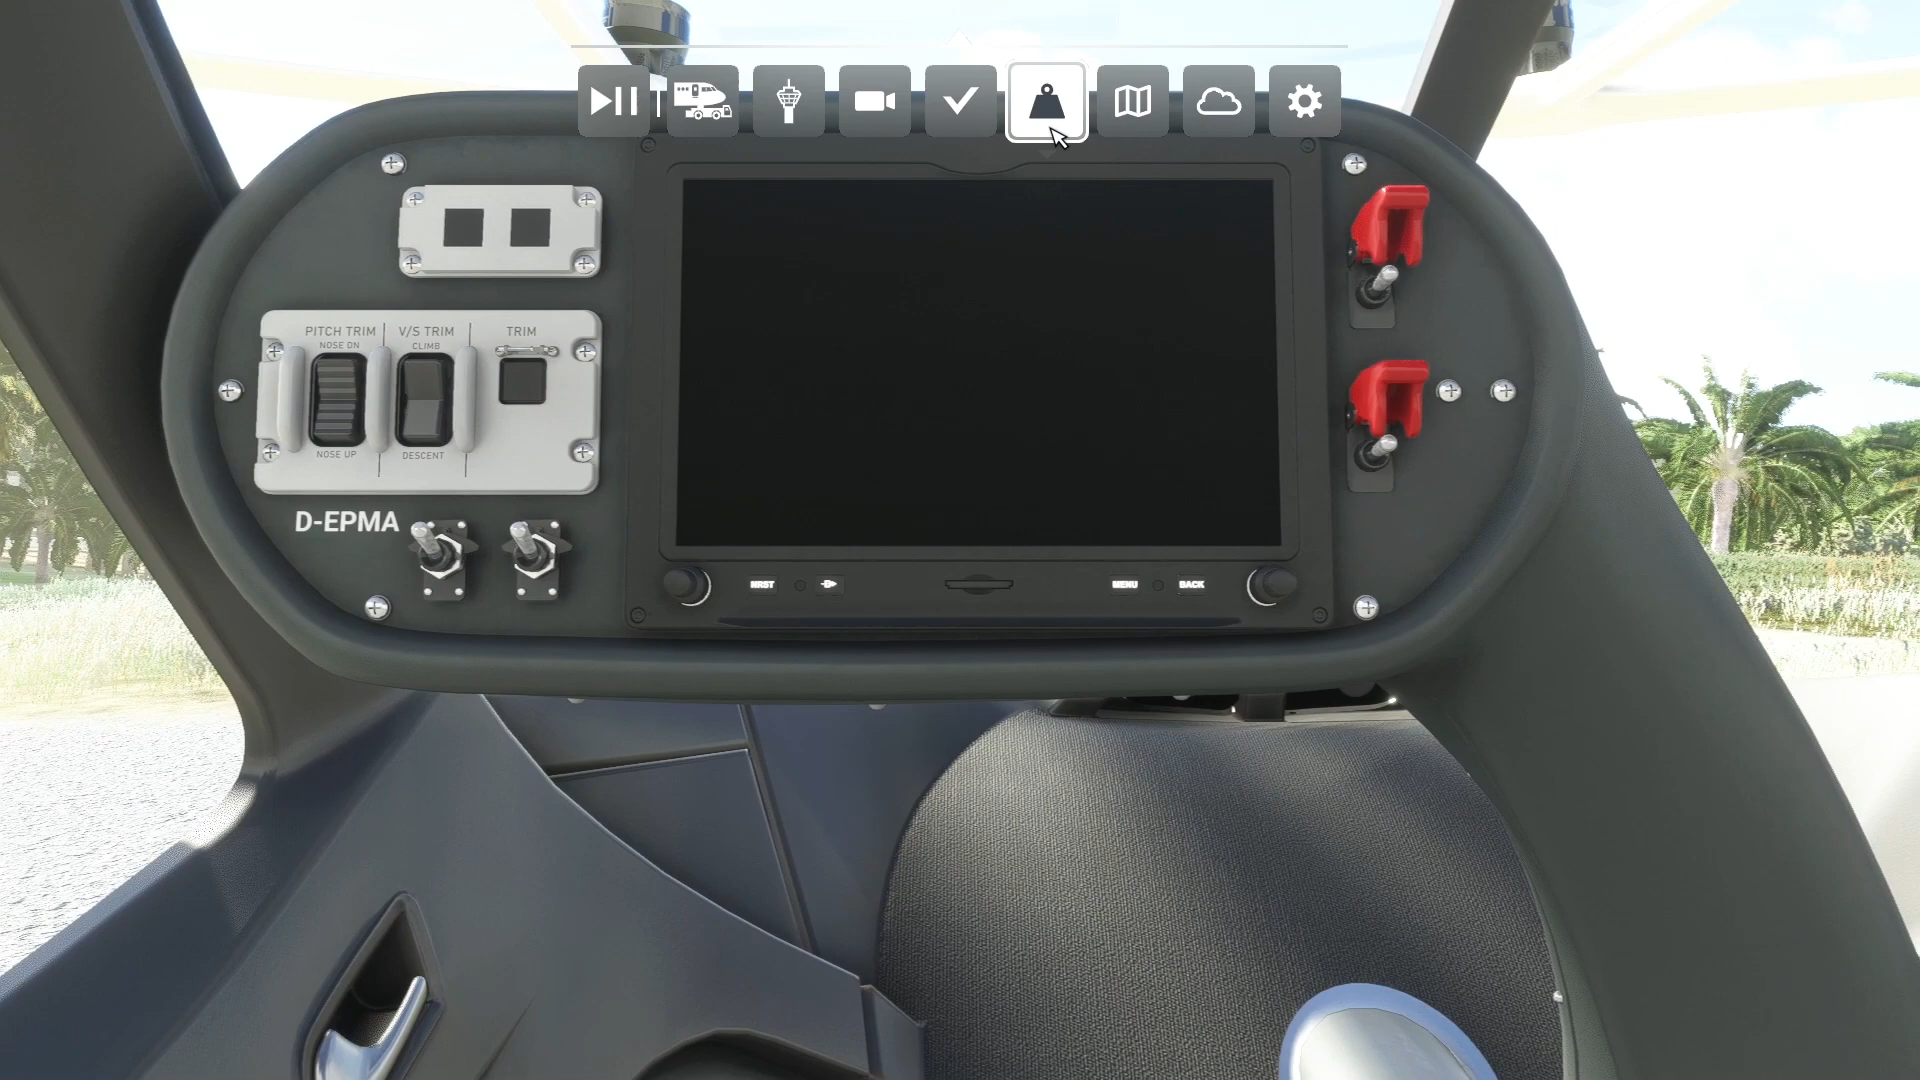 PITCH TRIM V/S TRIM TRIM
NOSE DN CLIMB
NOSE UP DESCENT
D-EPMA
NRST D MENU BACK